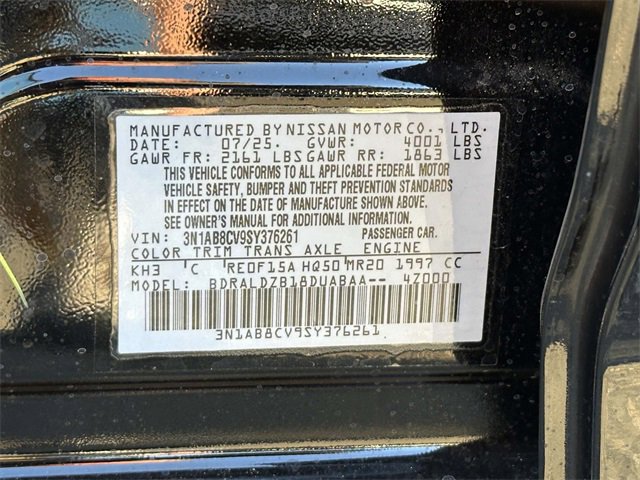 MANUFACTURED BY NISSAN MOTOR CO., LTD.
DATE: 07/25. GVWR: 4001 LBS
GAWR FR: 2161 LBS GAWR RR: 1863 LBS
THIS VEHICLE CONFORMS TO ALL APPLICABLE FEDERAL MOTOR
VEHICLE SAFETY, BUMPER AND THEFT PREVENTION STANDARDS
IN EFFECT ON THE DATE OF MANUFACTURE SHOWN ABOVE.
SEE OWNER'S MANUAL FOR ADDITIONAL INFORMATION.
VIN: 3N1AB8CV9SY376261 PASSENGER CAR.
COLOR TRIM TRANS AXLE ENGINE
KH3 C RE0F15A HQ50 MR20 1997 CC
MODEL: BDRALDZB18DUABAA-- 4Z000
3N1AB8CV9SY376261